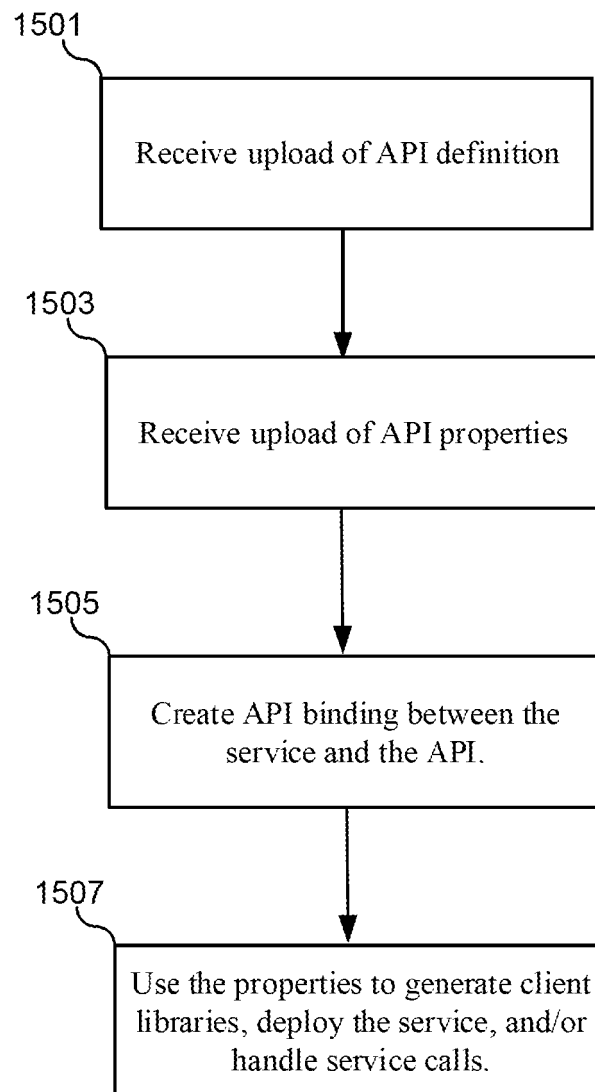 1501
Receive upload of API definition
1503
Receive upload of API properties
1505
Create API binding between the
service and the API.
1507
Use the properties to generate client
libraries, deploy the service, and/or
handle service calls.